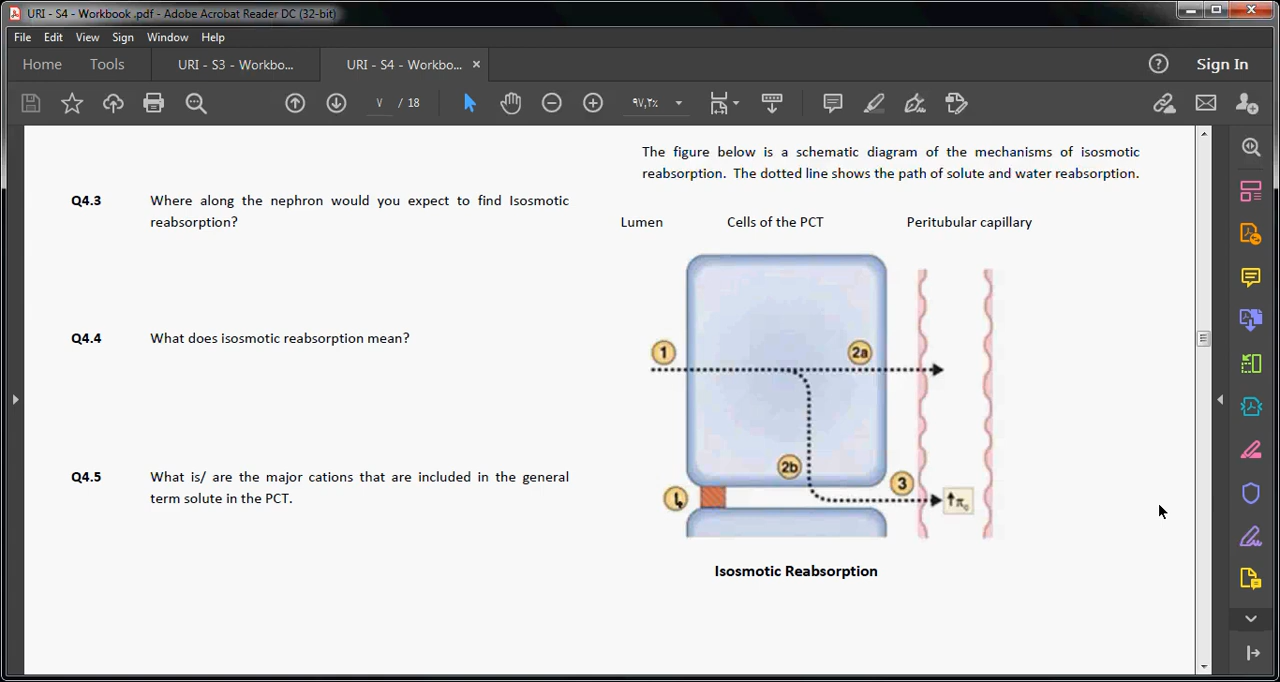 URI - S4 - Workbook .pdf - Adobe Acrobat Reader DC (32-bit)
File Edit View Sign Window Help
Home Tools URI - S3 - Workbo... URI - S4 - Workbo... × Sign In
٧ / 18 ٩٧,٢٪
The figure below is a schematic diagram of the mechanisms of isosmotic
reabsorption. The dotted line shows the path of solute and water reabsorption.
Q4.3 Where along the nephron would you expect to find Isosmotic
reabsorption?
Lumen Cells of the PCT Peritubular capillary
Q4.4 What does isosmotic reabsorption mean?
1 2a
Q4.5 What is/ are the major cations that are included in the general
term solute in the PCT.
2b
3
↑πc
Isosmotic Reabsorption